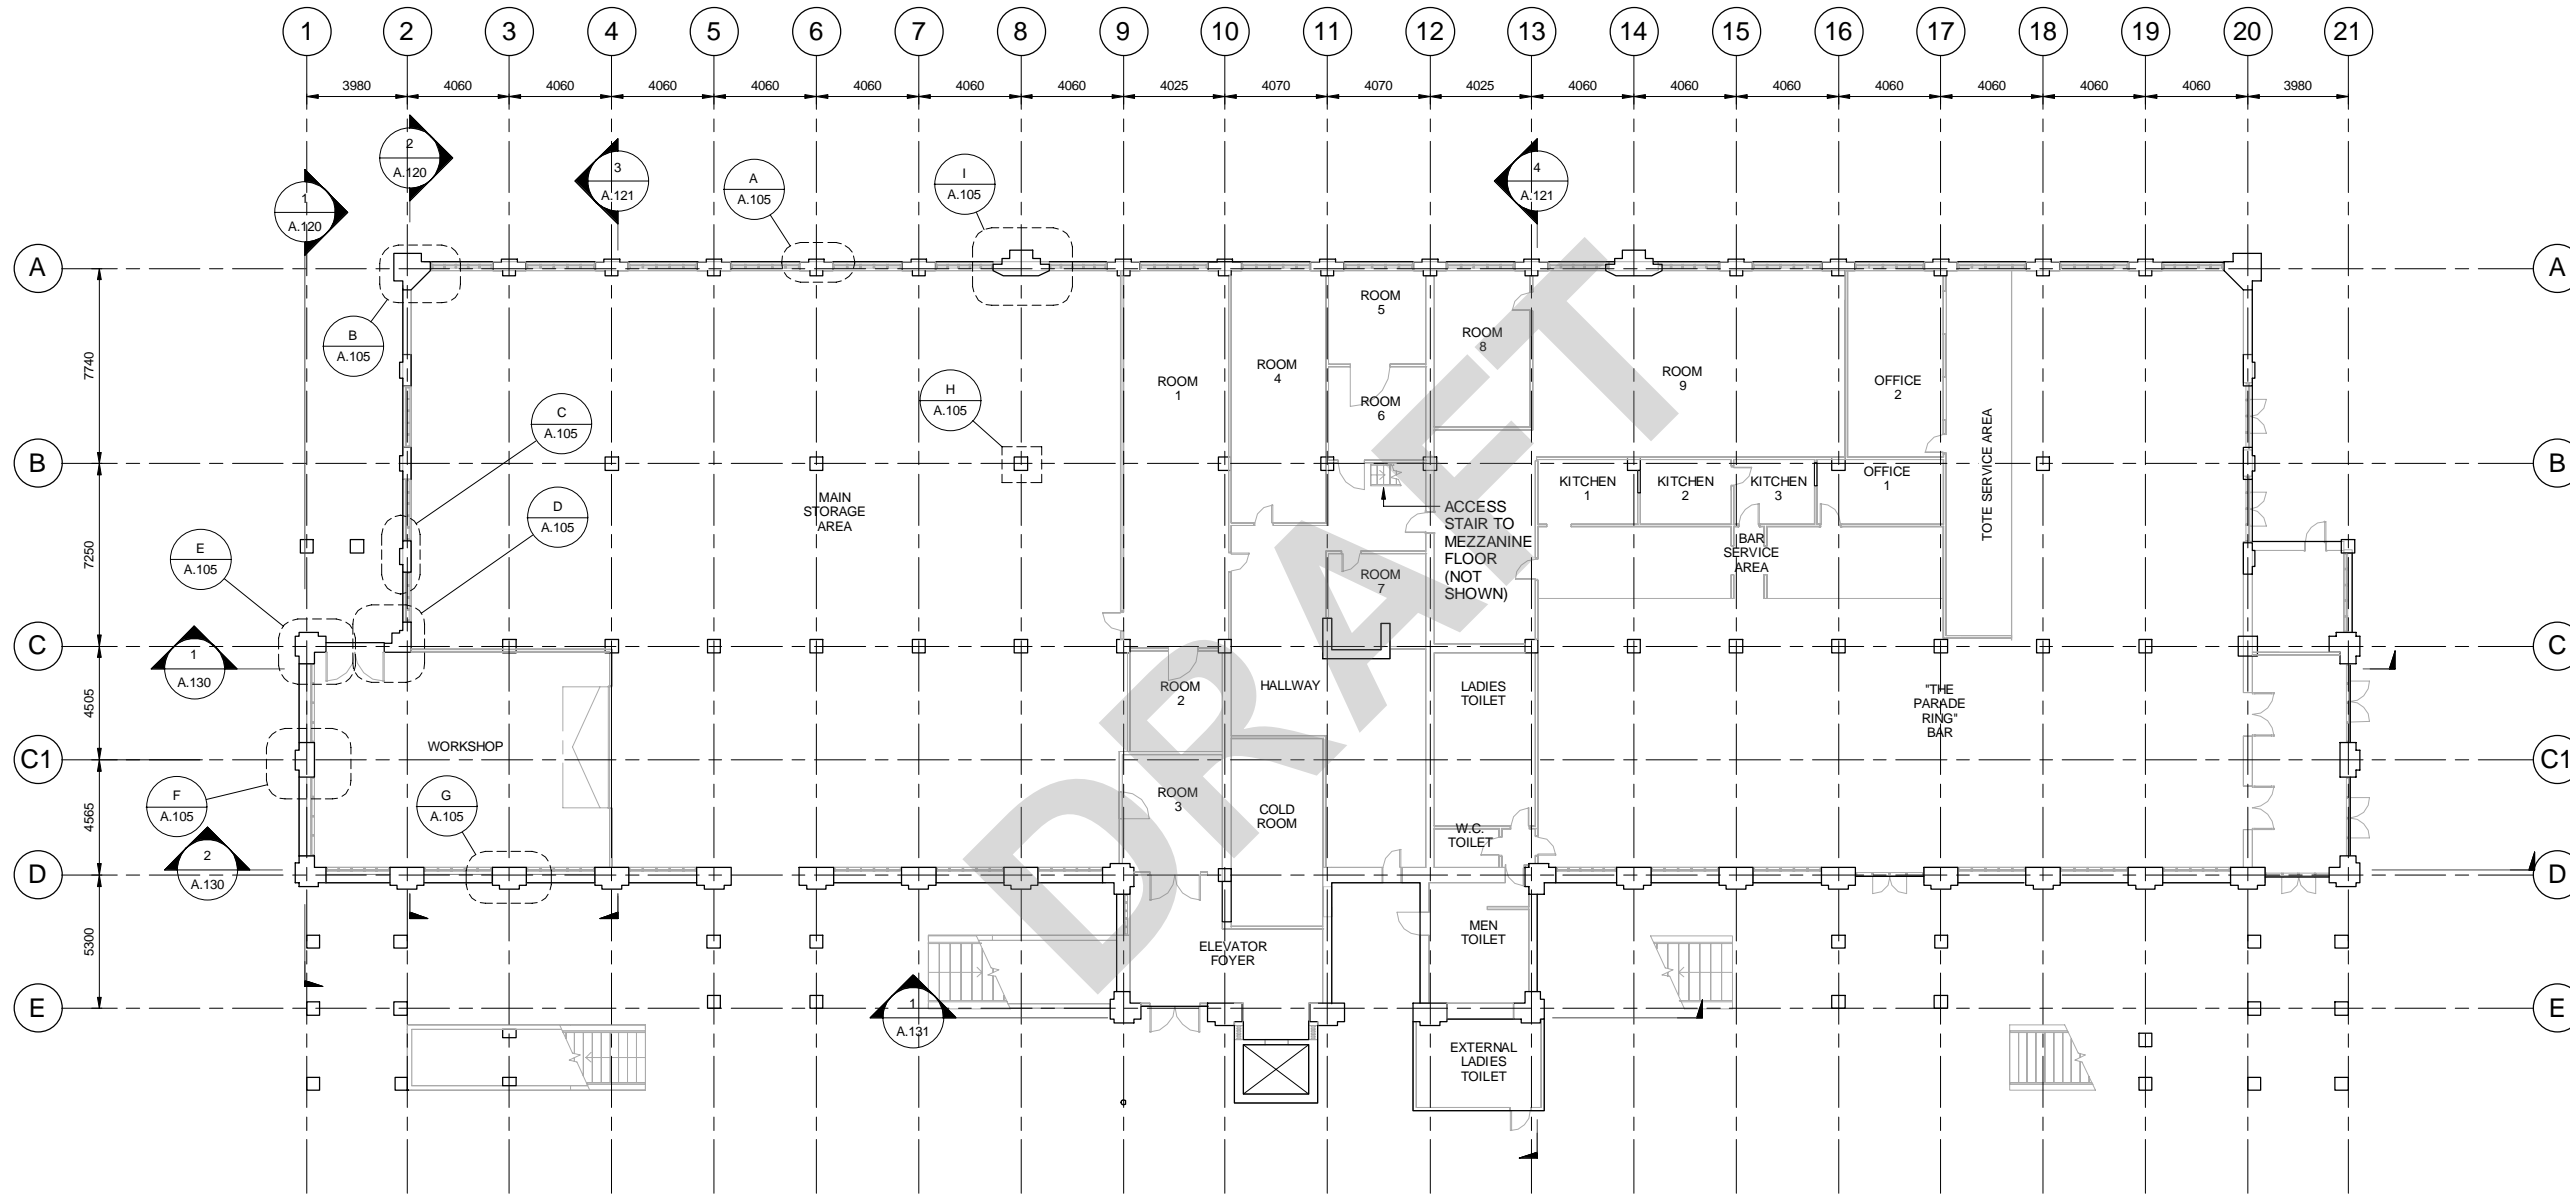 1 2 3 4 5 6 7 8 9 10 11 12 13 14 15 16 17 18 19 20 21
3980 4060 4060 4060 4060 4060 4060 4060 4025 4070 4070 4025 4060 4060 4060 4060 4060 4060 4060 3980
2
A.120
3
A.121
A
A.105
I
A.105
4
A.121
1
A.120
A
A
B
A.105
7740
ROOM
5
ROOM
8
ROOM
4
ROOM
1
ROOM
6
ROOM
9
OFFICE
2
H
A.105
C
A.105
TOTE SERVICE AREA
B
B
MAIN
STORAGE
AREA
KITCHEN
1
KITCHEN
2
KITCHEN
3
OFFICE
1
D
A.105
ACCESS
STAIR TO
MEZZANINE
FLOOR
(NOT
SHOWN)
7250
E
A.105
BAR
SERVICE
AREA
ROOM
7
C
C
1
A.130
ROOM
2
HALLWAY
LADIES
TOILET
"THE
PARADE
RING"
BAR
4505
WORKSHOP
C1
C1
F
A.105
G
A.105
ROOM
3
COLD
ROOM
W.C.
TOILET
4565
2
A.130
D
D
5300
MEN
TOILET
ELEVATOR
FOYER
E
E
1
A.131
EXTERNAL
LADIES
TOILET
DRAFT